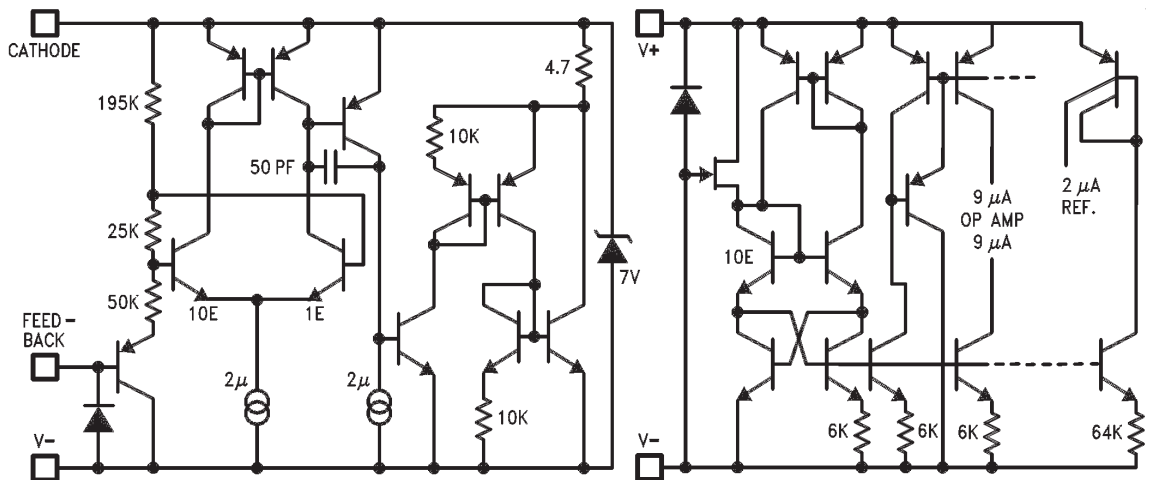 CATHODE
195K
50 PF
25K
10E
1E
50K
FEED-
BACK
2μ
2μ
V-
10K
4.7
10K
7V
V+
10E
9 μA
OP AMP
9 μA
2 μA
REF.
V-
6K
6K
6K
64K